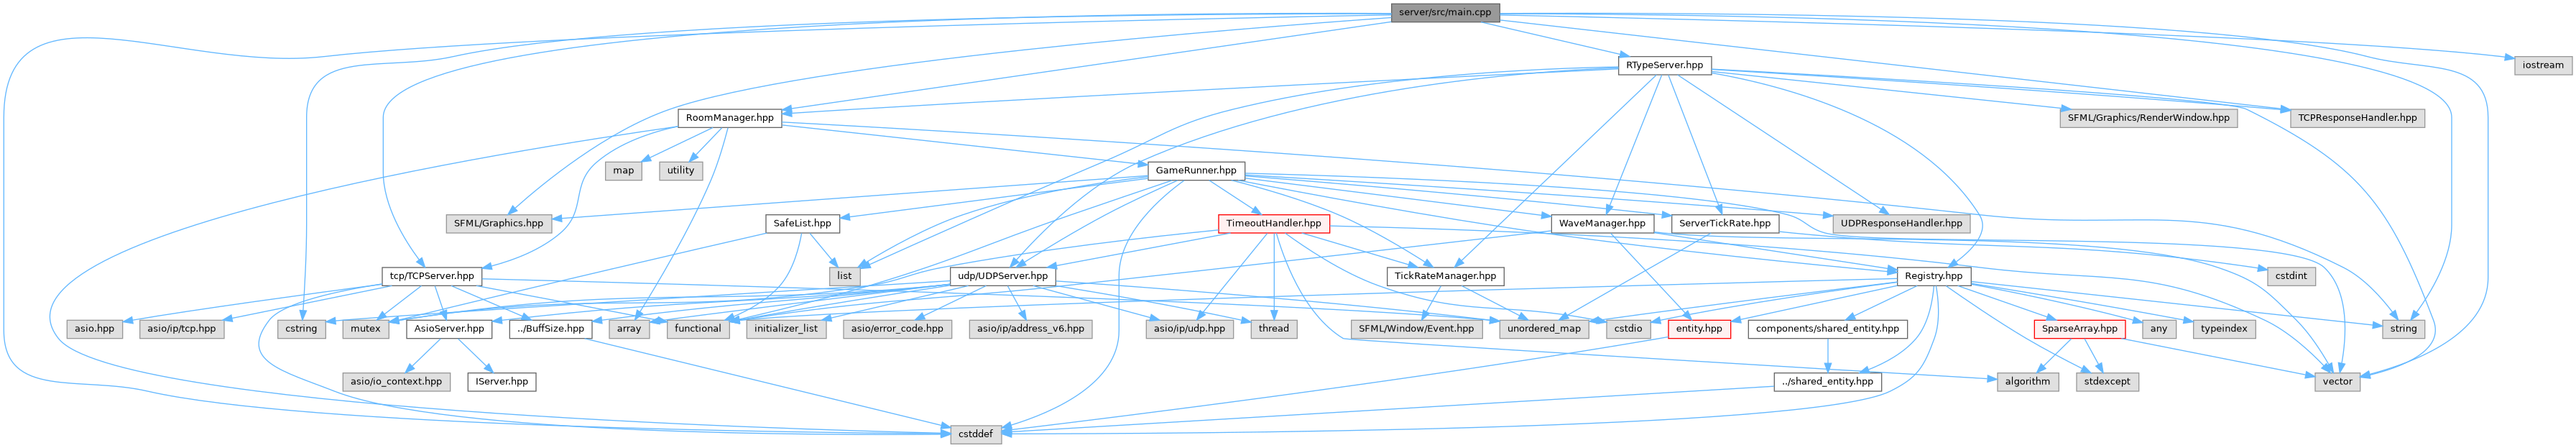 server/src/main.cpp
RTypeServer.hpp
iostream
RoomManager.hpp
SFML/Graphics/RenderWindow.hpp
TCPResponseHandler.hpp
map
utility
GameRunner.hpp
SFML/Graphics.hpp
SafeList.hpp
TimeoutHandler.hpp
WaveManager.hpp
ServerTickRate.hpp
UDPResponseHandler.hpp
tcp/TCPServer.hpp
list
udp/UDPServer.hpp
TickRateManager.hpp
Registry.hpp
cstdint
asio.hpp
asio/ip/tcp.hpp
cstring
mutex
AsioServer.hpp
../BuffSize.hpp
array
functional
initializer_list
asio/error_code.hpp
asio/ip/address_v6.hpp
asio/ip/udp.hpp
thread
SFML/Window/Event.hpp
unordered_map
cstdio
entity.hpp
components/shared_entity.hpp
SparseArray.hpp
any
typeindex
string
asio/io_context.hpp
IServer.hpp
../shared_entity.hpp
algorithm
stdexcept
vector
cstddef